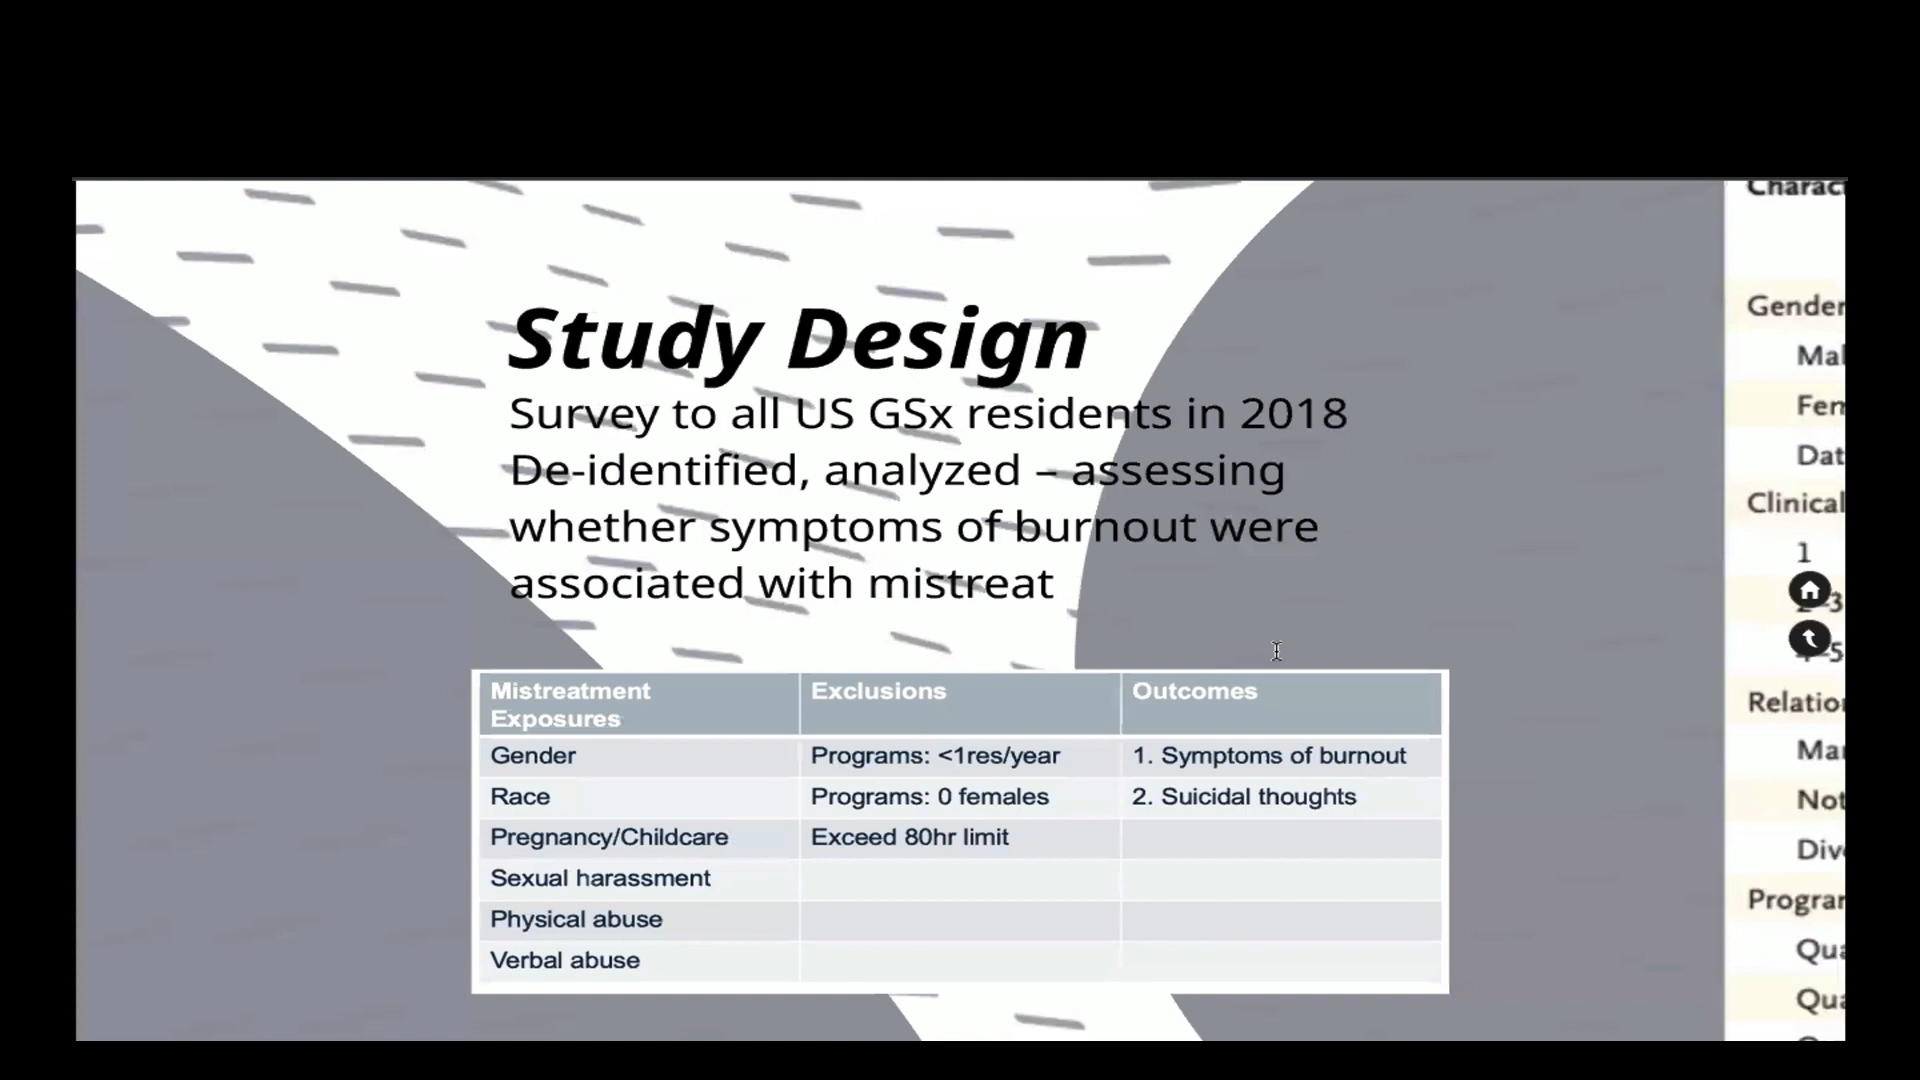 Study Design
Survey to all US GSx residents in 2018
De-identified, analyzed – assessing
whether symptoms of burnout were
associated with mistreat
Mistreatment Exposures
Exclusions
Outcomes
Gender
Programs: <1res/year
1. Symptoms of burnout
Race
Programs: 0 females
2. Suicidal thoughts
Pregnancy/Childcare
Exceed 80hr limit
Sexual harassment
Physical abuse
Verbal abuse
Gender
Clinical
1